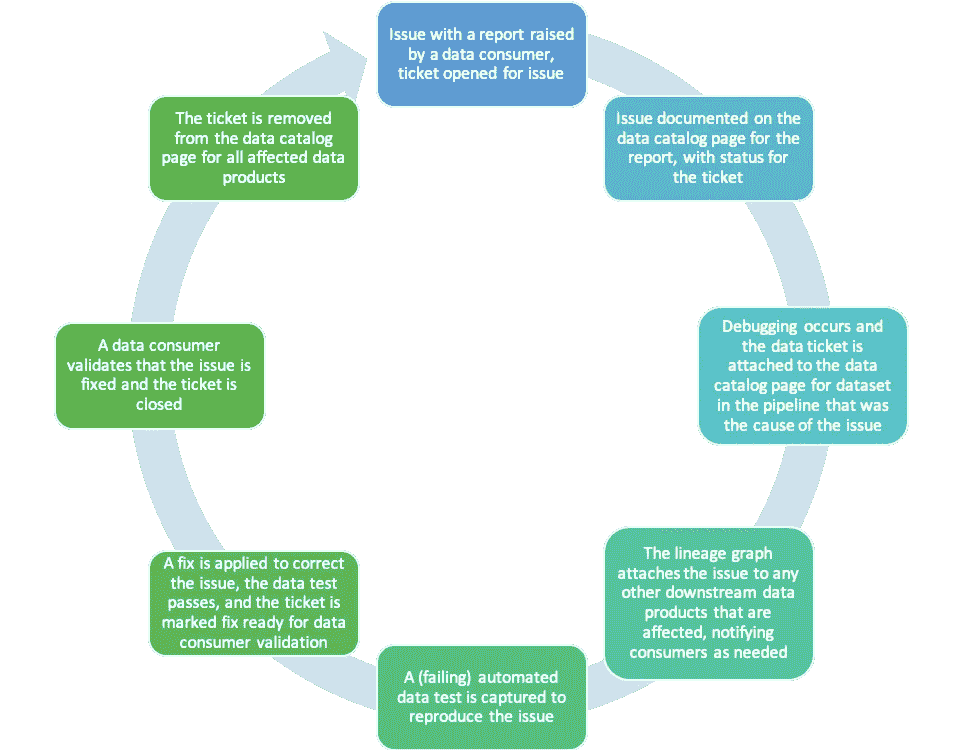 Issue with a report raised
by a data consumer,
ticket opened for issue
Issue documented on the
data catalog page for the
report, with status for
the ticket
Debugging occurs and
the data ticket is
attached to the data
catalog page for dataset
in the pipeline that was
the cause of the issue
The lineage graph
attaches the issue to any
other downstream data
products that are
affected, notifying
consumers as needed
A (failing) automated
data test is captured to
reproduce the issue
A fix is applied to correct
the issue, the data test
passes, and the ticket is
marked fix ready for data
consumer validation
A data consumer
validates that the issue is
fixed and the ticket is
closed
The ticket is removed
from the data catalog
page for all affected data
products